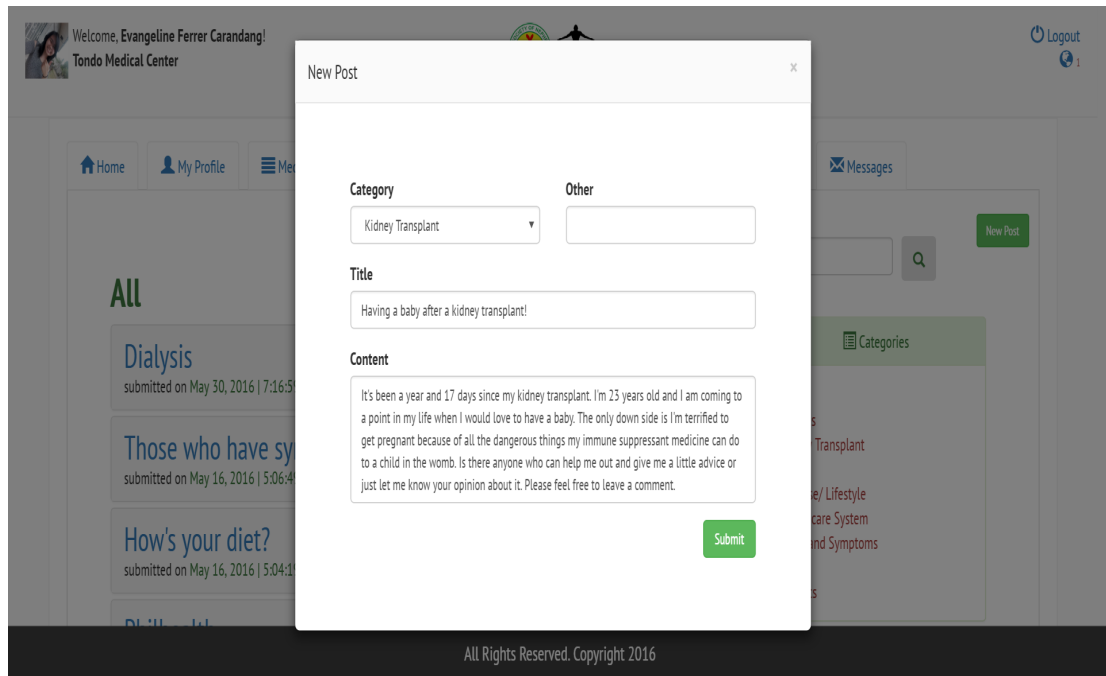 Welcome, Evangeline Ferrer Carandang!
Tondo Medical Center
Logout
1
New Post
×
Home
My Profile
Messages
Category
Other
Kidney Transplant
New Post
Title
Having a baby after a kidney transplant!
All
Categories
Dialysis
submitted on May 30, 2016 | 7:16:5
Content
It's been a year and 17 days since my kidney transplant. I'm 23 years old and I am coming to
a point in my life when I would love to have a baby. The only down side is I'm terrified to
get pregnant because of all the dangerous things my immune suppressant medicine can do
to a child in the womb. Is there anyone who can help me out and give me a little advice or
just let me know your opinion about it. Please feel free to leave a comment.
Those who have sy
submitted on May 16, 2016 | 5:06:4
Transplant
e/ Lifestyle
care System
and Symptoms
How's your diet?
submitted on May 16, 2016 | 5:04:1
Submit
All Rights Reserved. Copyright 2016